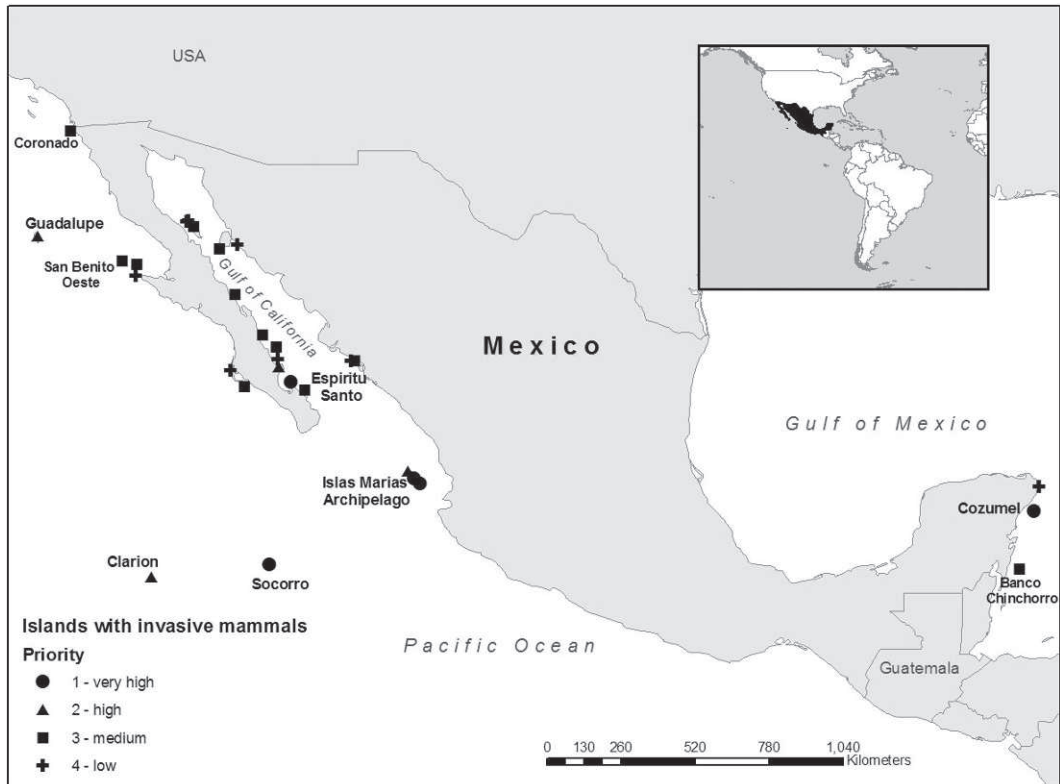 USA
Coronado
Guadalupe
San Benito
Oeste
Gulf of California
Mexico
Espiritu
Santo
Gulf of Mexico
Islas Marias
Archipelago
Cozumel
Clarion
Socorro
Banco
Chinchorro
Islands with invasive mammals
Priority
Pacific Ocean
Guatemala
1 - very high
2 - high
3 - medium
4 - low
0 130 260 520 780 1,040
Kilometers